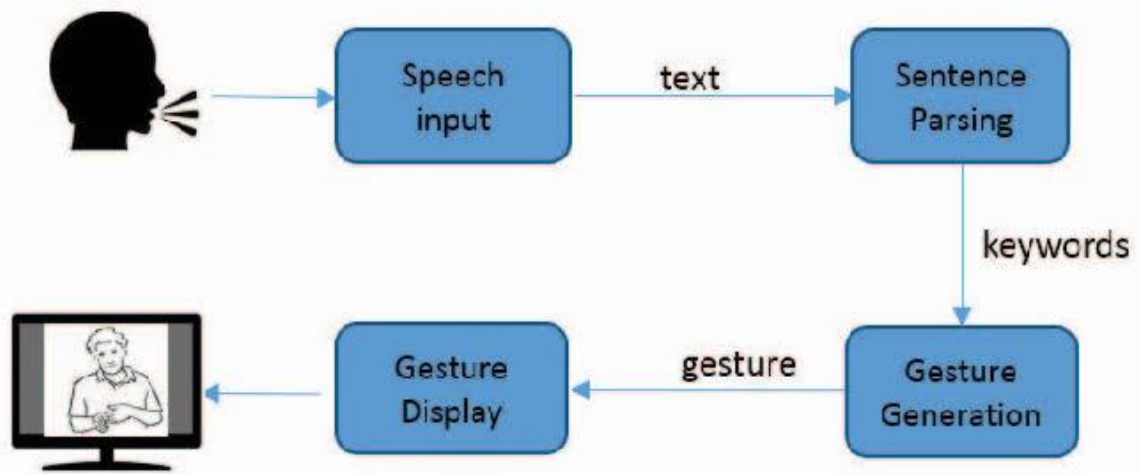 Speech
input
text
Sentence
Parsing
keywords
Gesture
Generation
gesture
Gesture
Display